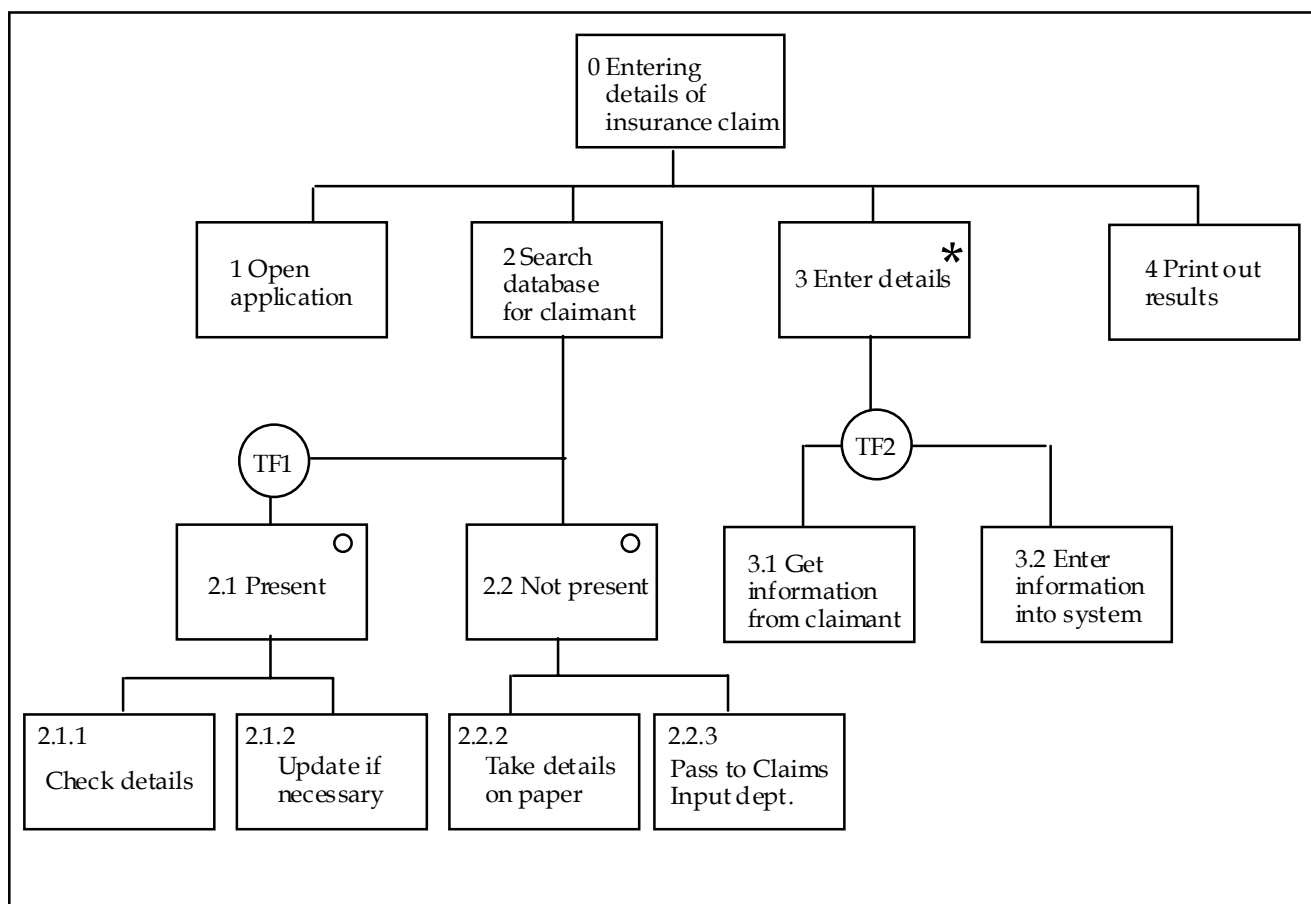 0 Entering
details of
insurance claim
1 Open
application
2 Search
database
for claimant
*
3 Enter details
4 Print out
results
TF1
TF2
2.1 Present
2.2 Not present
3.1 Get
information
from claimant
3.2 Enter
information
into system
2.1.1
Check details
2.1.2
Update if
necessary
2.2.2
Take details
on paper
2.2.3
Pass to Claims
Input dept.